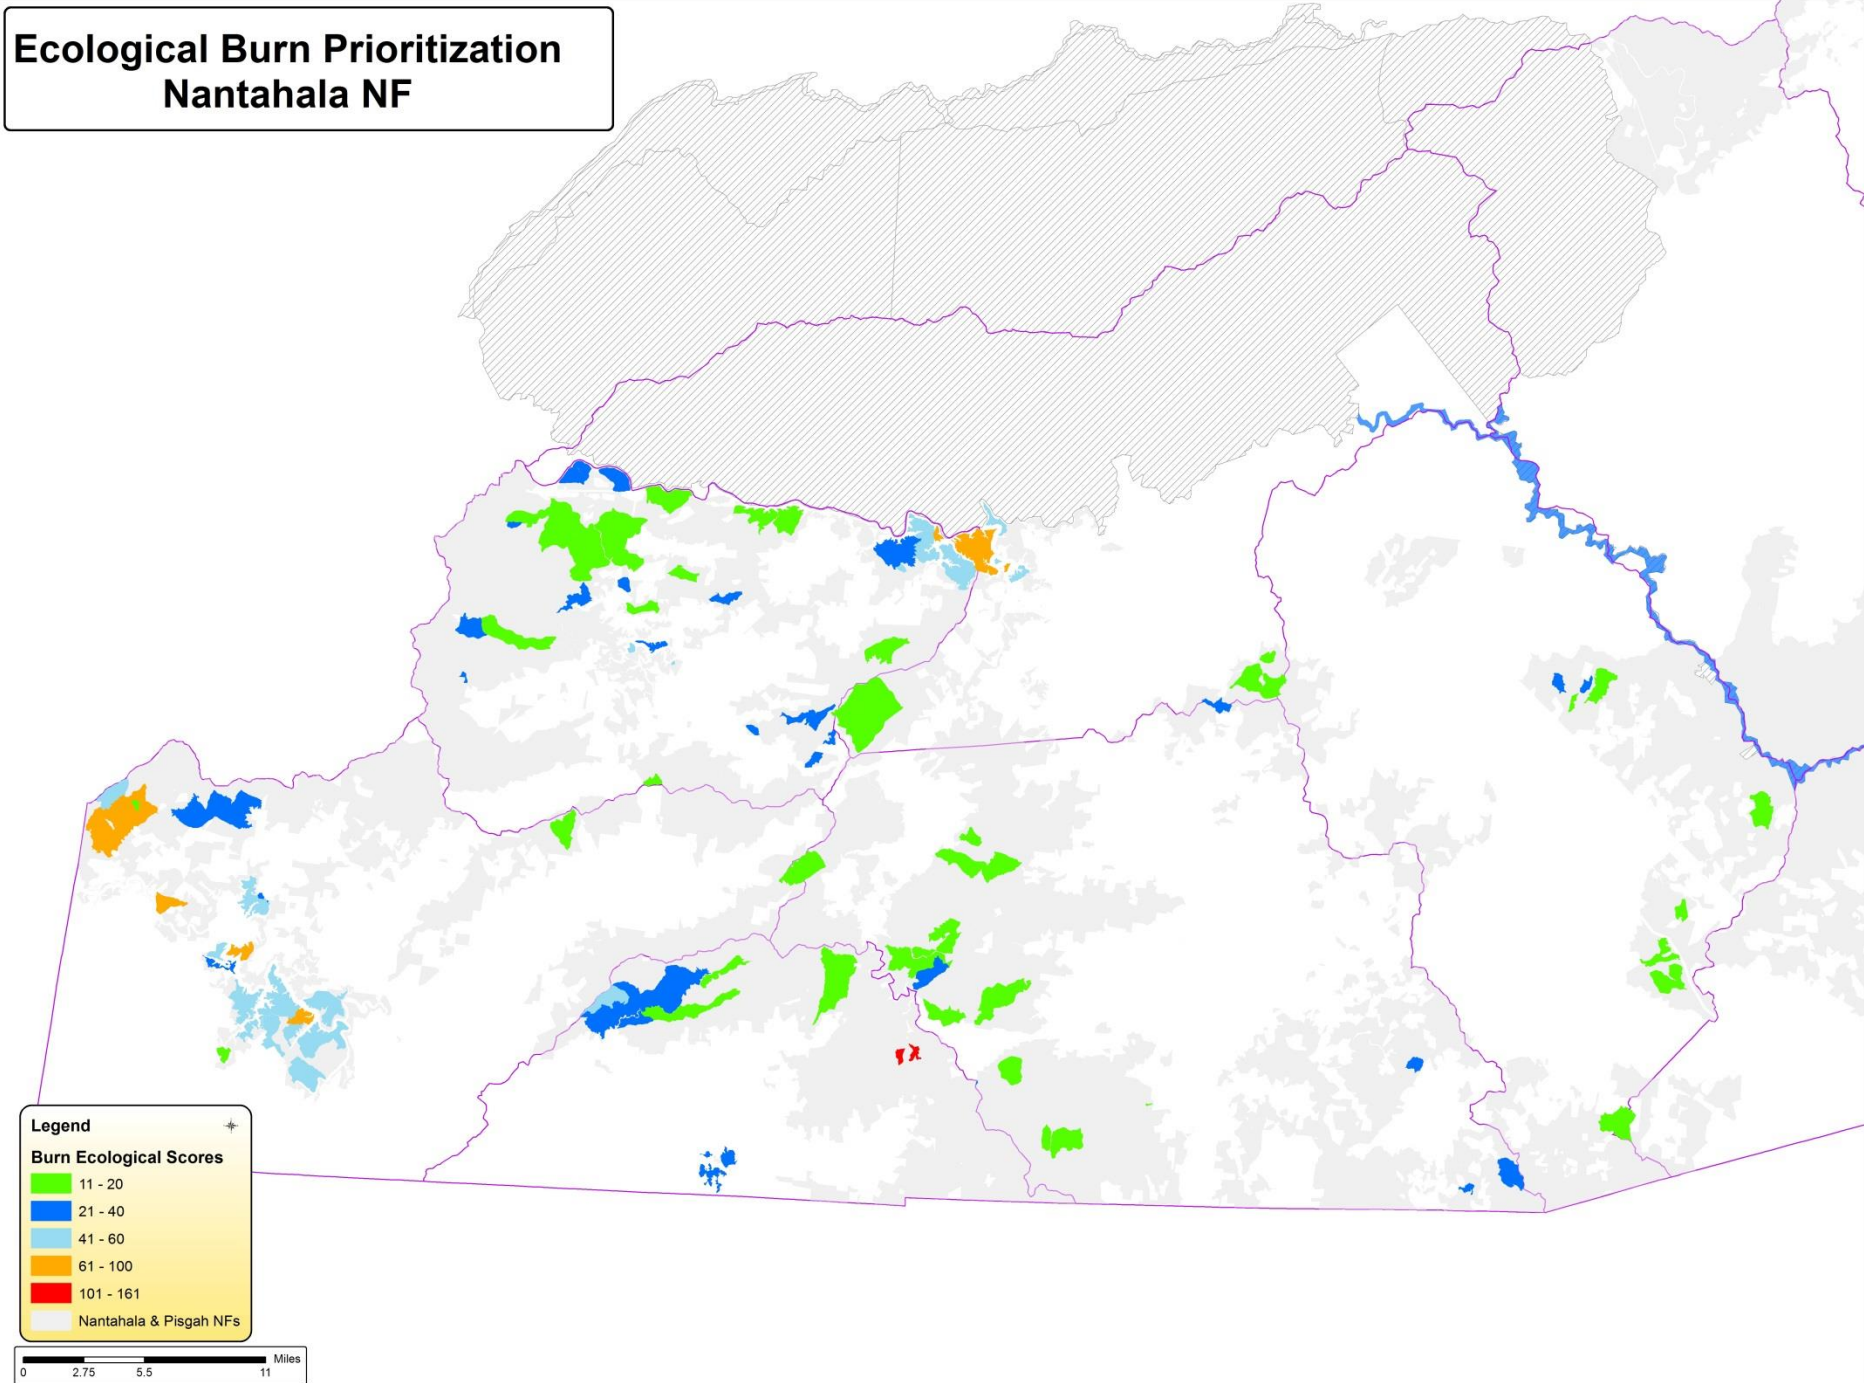 Ecological Burn Prioritization
Nantahala NF
Legend
Burn Ecological Scores
11 - 20
21 - 40
41 - 60
61 - 100
101 - 161
Nantahala & Pisgah NFs
Miles
0 2.75 5.5 11